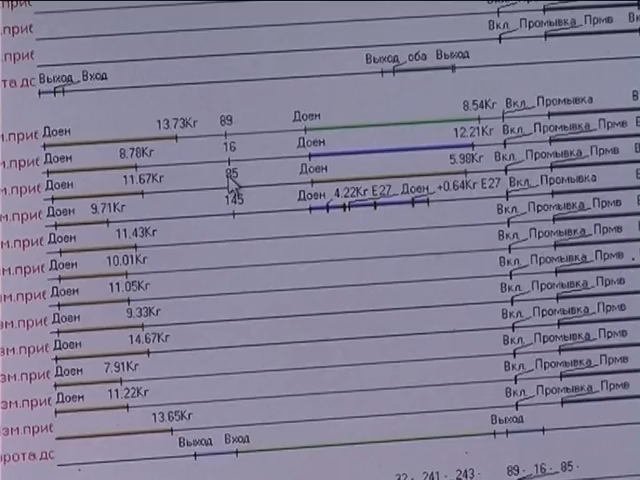 Вкл Промывка Прмв
Вкл Промывка Прмв
Выход Вход Выход оба Выход
Доен 13.73Кг 89 Доен 8.54Кг Вкл Промывка
Доен 8.78Кг 16 Доен 12.21Кг Вкл Промывка Прмв
Доен 11.67Кг 85 Доен 5.98Кг Вкл Промывка Прмв
Доен 9.71Кг 145 Доен 4.22Кг E27 Доен +0.64Кг E27 Вкл Промывка
Доен 11.43Кг Вкл Промывка Прмв
Доен 10.01Кг Вкл Промывка Прмв
Доен 11.05Кг Вкл Промывка Прмв
Доен 9.33Кг Вкл Промывка Прмв
Доен 14.67Кг Вкл Промывка Прмв
Доен 7.91Кг Вкл Промывка Прмв
Доен 11.22Кг Вкл Промывка Прмв
13.65Кг
Выход Вход Выход
32 241 243 89 16 85